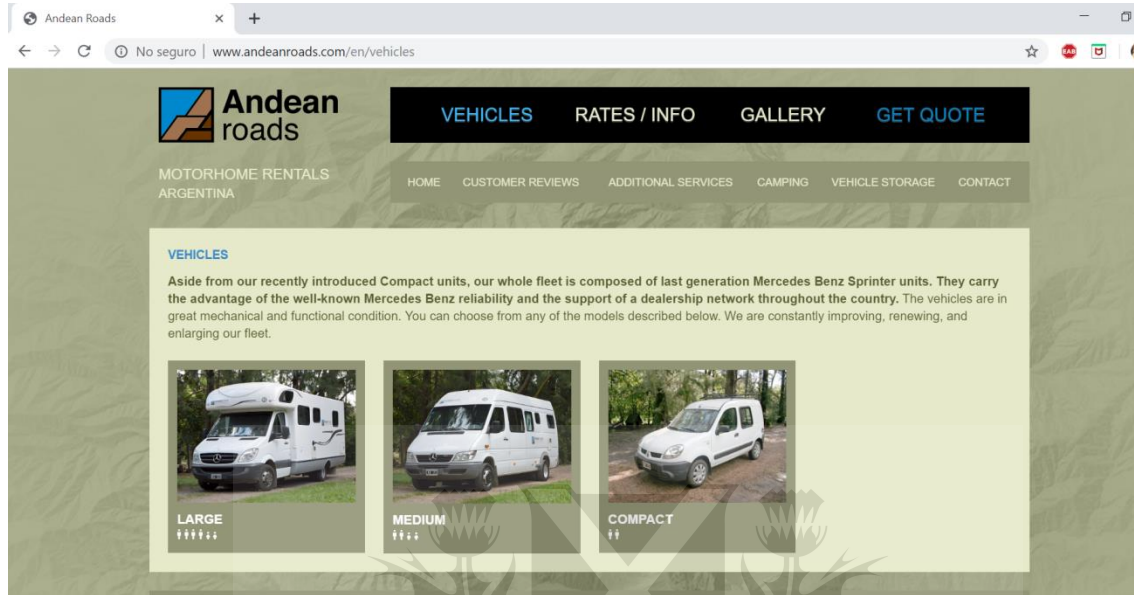 Andean Roads
No seguro | www.andeanroads.com/en/vehicles
EAB
Andean
roads
VEHICLES RATES / INFO GALLERY GET QUOTE
MOTORHOME RENTALS
ARGENTINA
HOME CUSTOMER REVIEWS ADDITIONAL SERVICES CAMPING VEHICLE STORAGE CONTACT
VEHICLES
Aside from our recently introduced Compact units, our whole fleet is composed of last generation Mercedes Benz Sprinter units. They carry
the advantage of the well-known Mercedes Benz reliability and the support of a dealership network throughout the country. The vehicles are in
great mechanical and functional condition. You can choose from any of the models described below. We are constantly improving, renewing, and
enlarging our fleet.
LARGE MEDIUM COMPACT